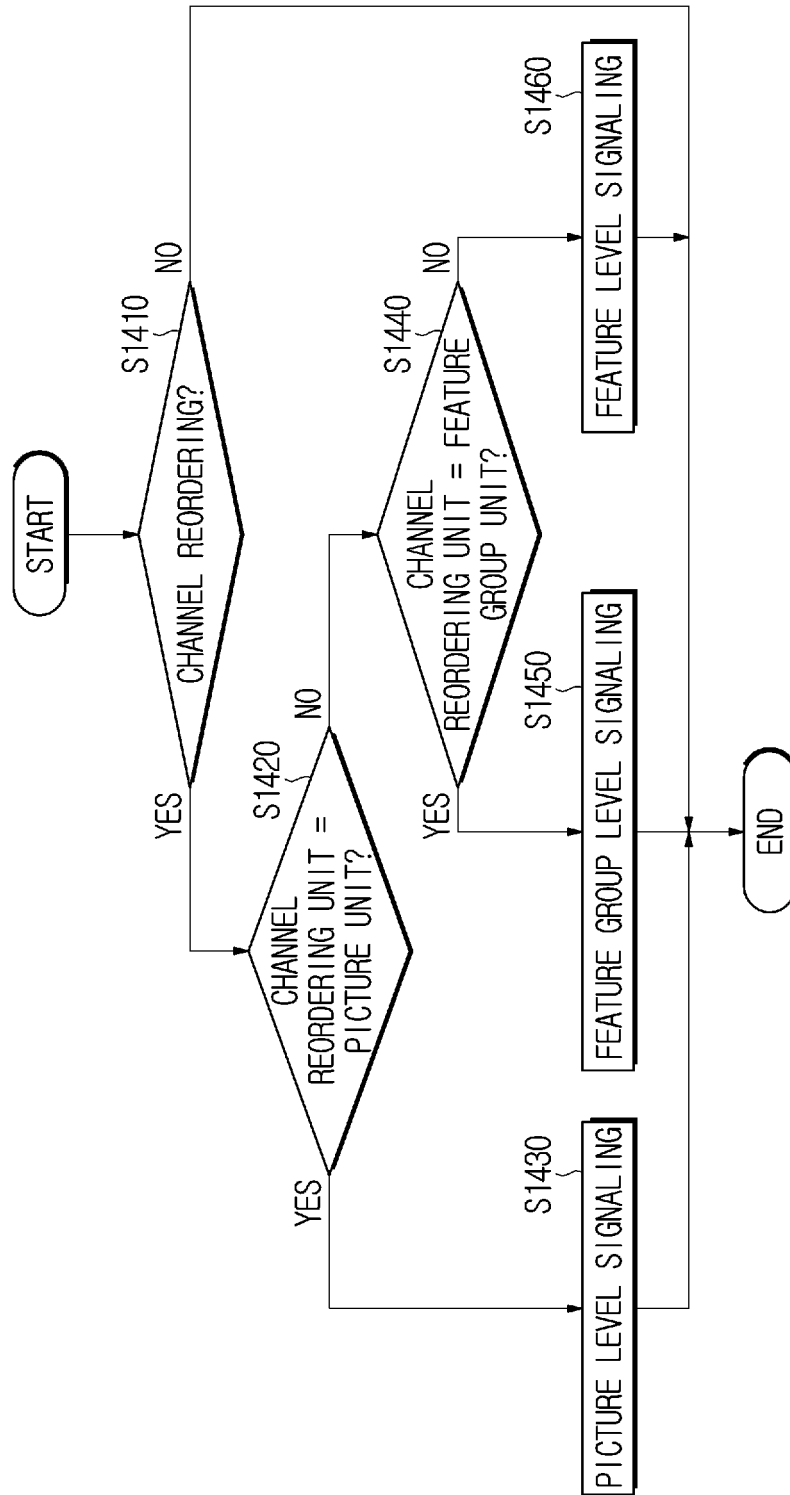 START
S1410
CHANNEL REORDERING?
YES
NO
S1420
CHANNEL
REORDERING UNIT =
PICTURE UNIT?
YES
NO
S1440
CHANNEL
REORDERING UNIT = FEATURE
GROUP UNIT?
YES
NO
S1430
PICTURE LEVEL SIGNALING
S1450
FEATURE GROUP LEVEL SIGNALING
S1460
FEATURE LEVEL SIGNALING
END